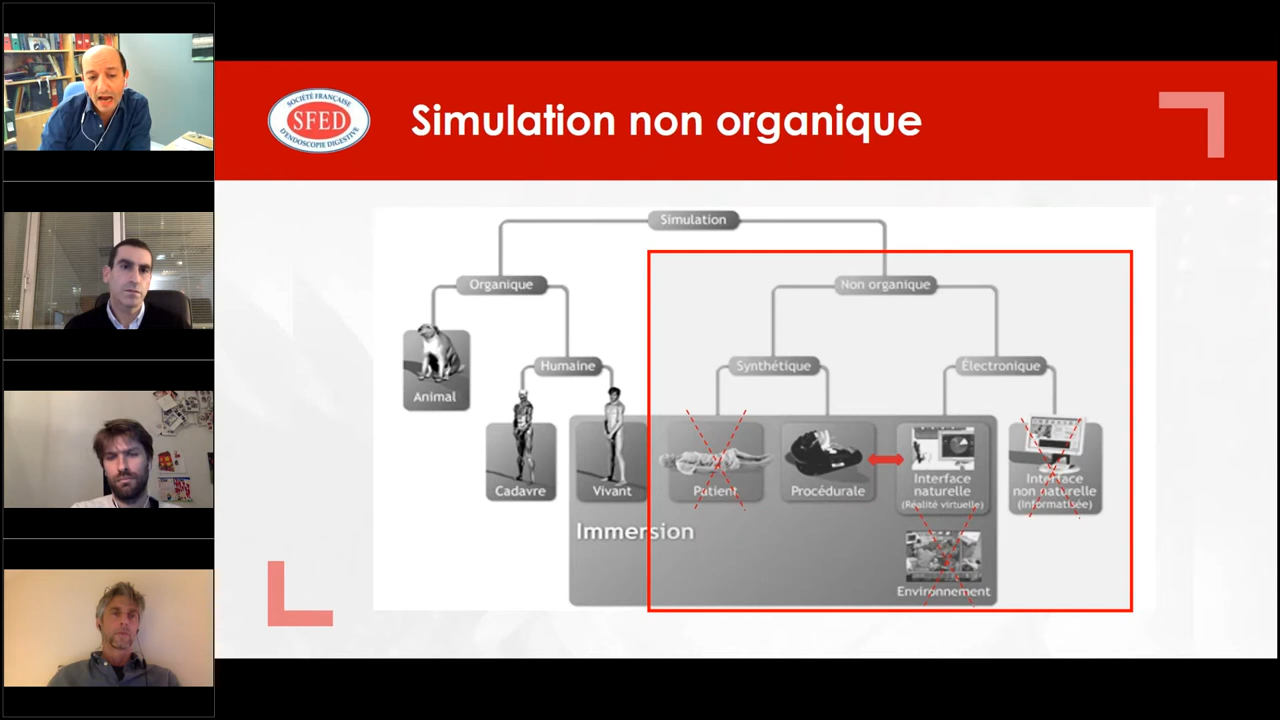 SOCIÉTÉ FRANÇAISE
SFED
D'ENDOSCOPIE DIGESTIVE
Simulation non organique
Simulation
Organique
Non organique
Humaine
Synthétique
Électronique
Animal
Cadavre
Vivant
Patient
Procédurale
Interface
naturelle
(Réalité virtuelle)
Interface
non naturelle
(Informatisée)
Immersion
Environnement